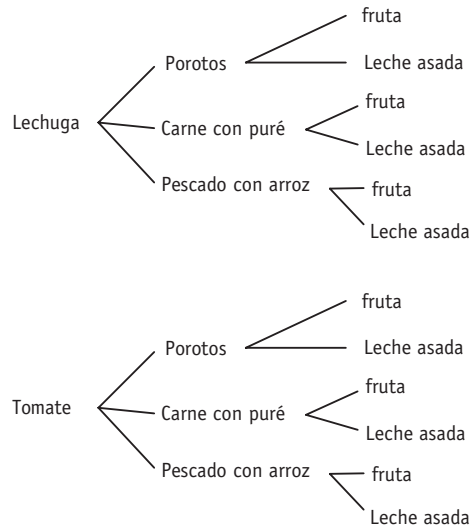 fruta
Porotos
Leche asada
fruta
Lechuga
Carne con puré
Leche asada
Pescado con arroz
fruta
Leche asada
fruta
Porotos
Leche asada
fruta
Tomate
Carne con puré
Leche asada
Pescado con arroz
fruta
Leche asada